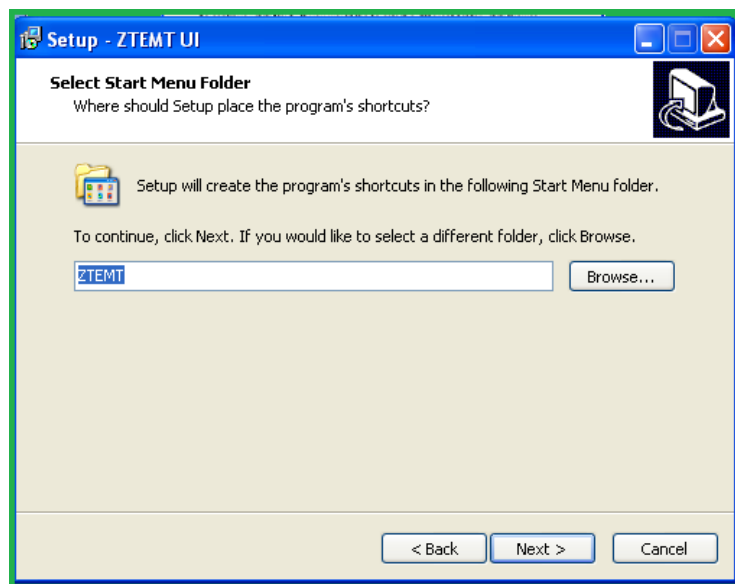 Setup - ZTEMT UI
Select Start Menu Folder
Where should Setup place the program's shortcuts?
Setup will create the program's shortcuts in the following Start Menu folder.
To continue, click Next. If you would like to select a different folder, click Browse.
ZTEMT
Browse...
< Back
Next >
Cancel